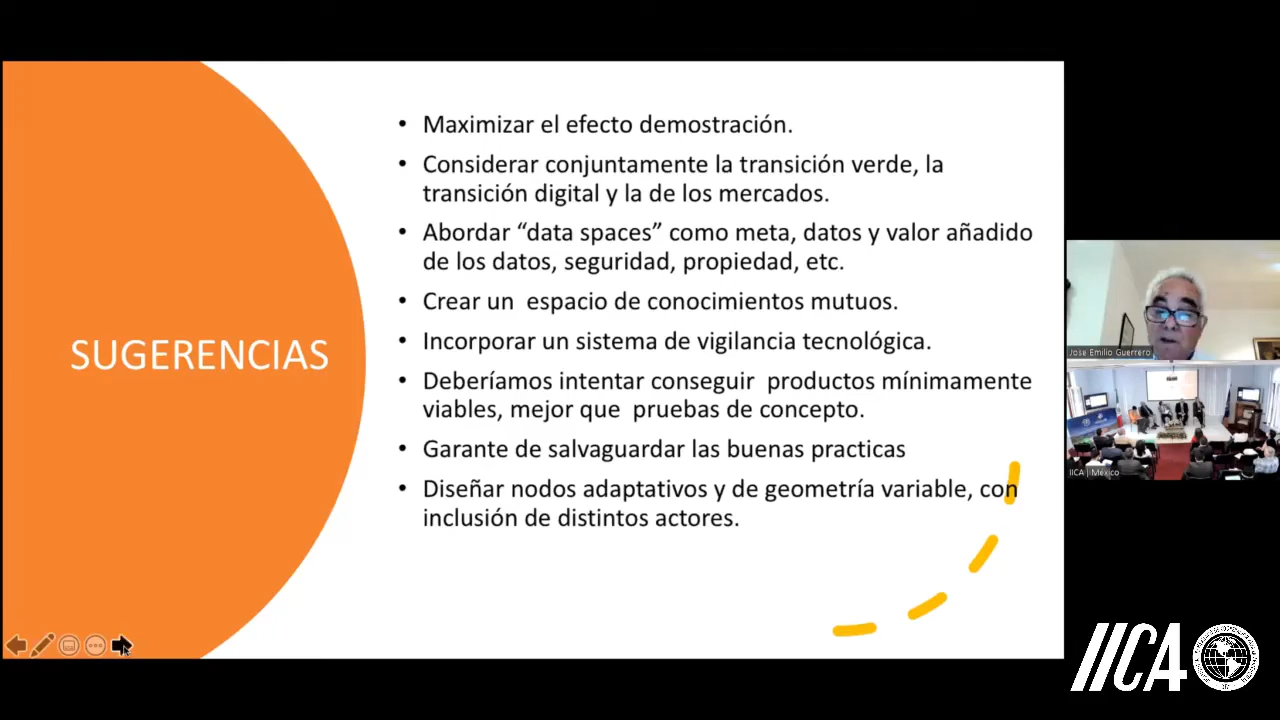 SUGERENCIAS
• Maximizar el efecto demostración.
• Considerar conjuntamente la transición verde, la
transición digital y la de los mercados.
• Abordar “data spaces” como meta, datos y valor añadido
de los datos, seguridad, propiedad, etc.
• Crear un  espacio de conocimientos mutuos.
• Incorporar un sistema de vigilancia tecnológica.
• Deberíamos intentar conseguir  productos mínimamente
viables, mejor que  pruebas de concepto.
• Garante de salvaguardar las buenas practicas
• Diseñar nodos adaptativos y de geometría variable, con
inclusión de distintos actores.
Jose Emilio Guerrero
IICA | Mexico
IICA